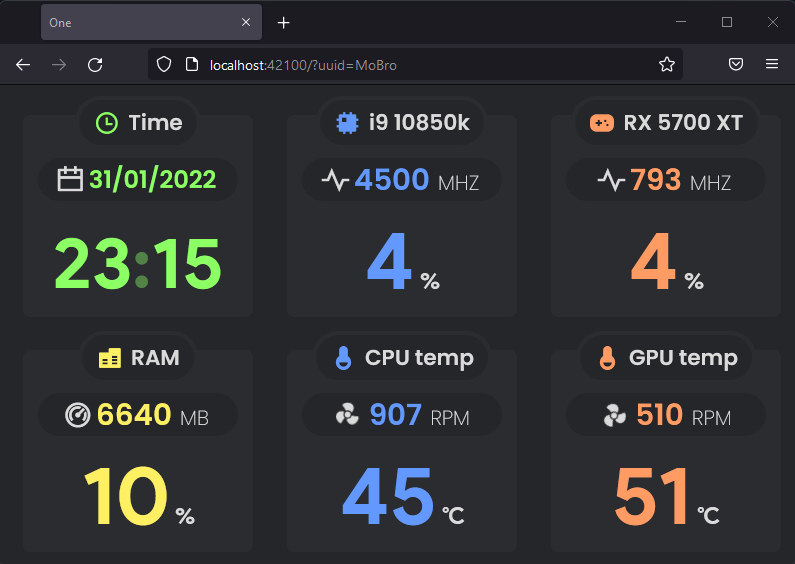 One
localhost:42100/?uuid=MoBro
Time
31/01/2022
23:15
i9 10850k
4500 MHZ
4 %
RX 5700 XT
793 MHZ
4 %
RAM
6640 MB
10 %
CPU temp
907 RPM
45 °C
GPU temp
510 RPM
51 °C